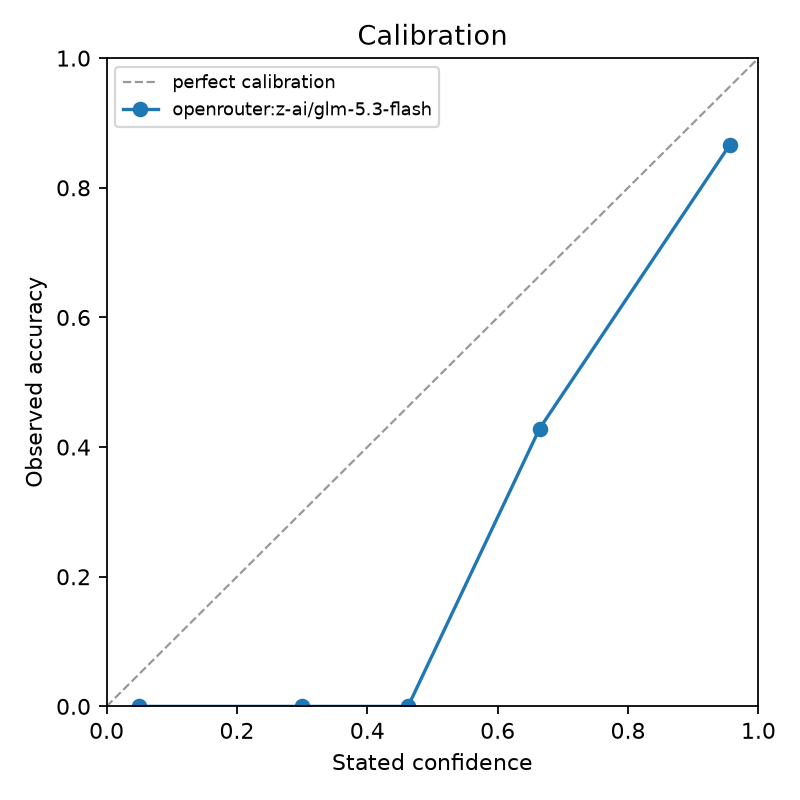 Calibration
1.0
perfect calibration
openrouter:z-ai/glm-5.3-flash
0.8
0.6
0.4
0.2
0.0
Observed accuracy
0.0 0.2 0.4 0.6 0.8 1.0
Stated confidence